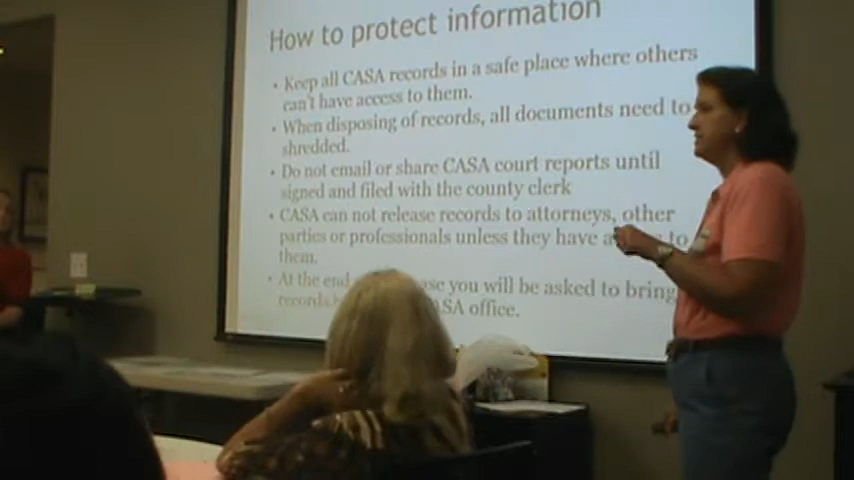 How to protect information
• Keep all CASA records in a safe place where others
can't have access to them.
• When disposing of records, all documents need to
shredded.
• Do not email or share CASA court reports until
signed and filed with the county clerk
• CASA can not release records to attorneys, other
parties or professionals unless they have to
them.
• At the end you will be asked to bring
records office.